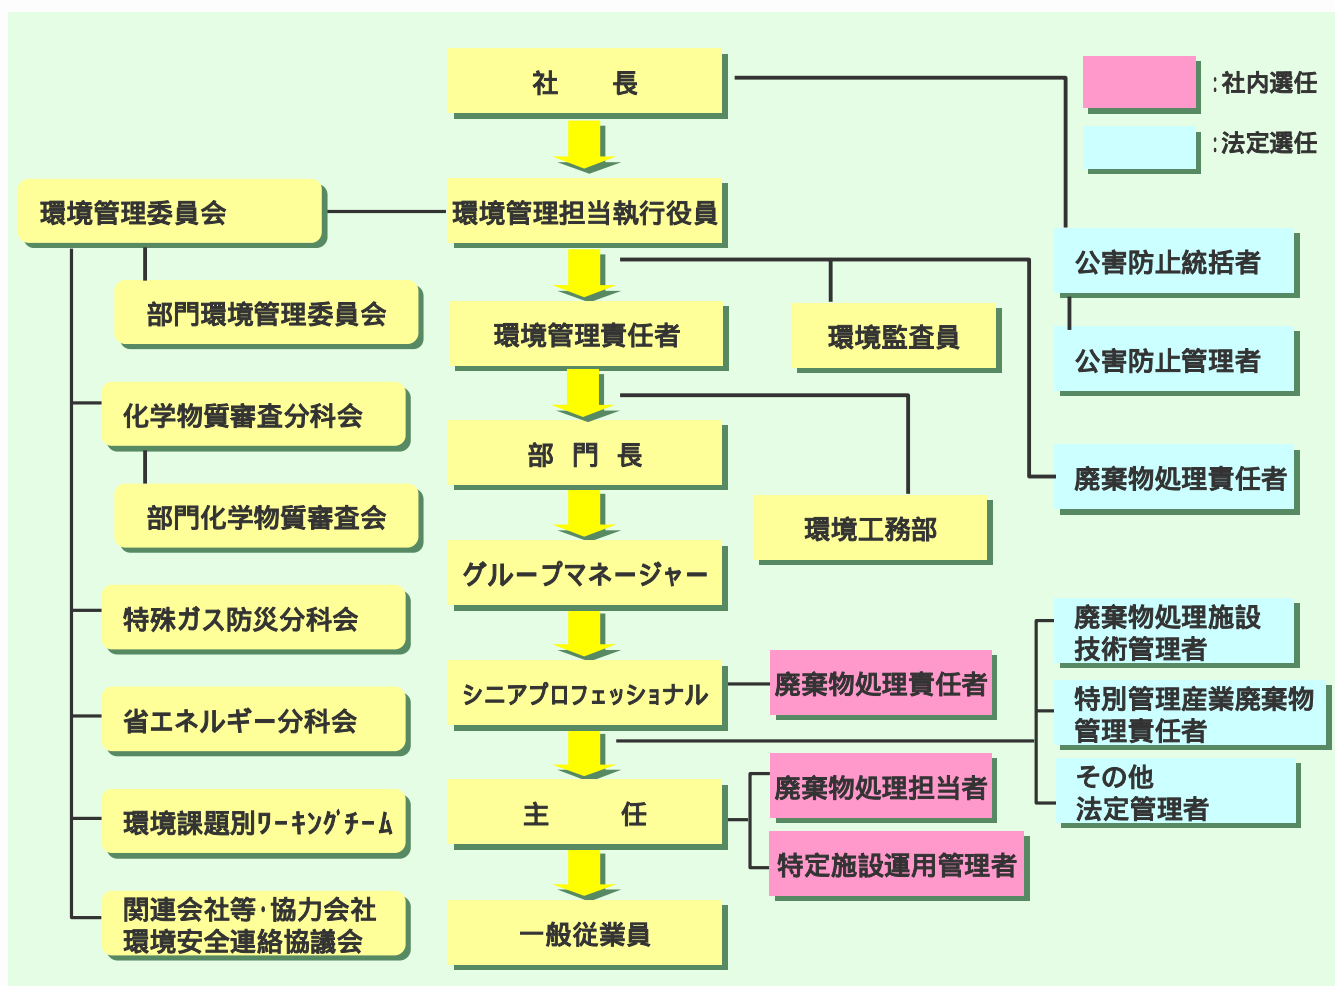 社　長
：社内選任
：法定選任
環境管理委員会
環境管理担当執行役員
部門環境管理委員会
公害防止統括者
環境管理責任者
環境監査員
公害防止管理者
化学物質審査分科会
部　門　長
廃棄物処理責任者
部門化学物質審査会
環境工務部
グループマネージャー
特殊ガス防災分科会
廃棄物処理施設
技術管理者
シニアプロフェッショナル
廃棄物処理責任者
特別管理産業廃棄物
管理責任者
省エネルギー分科会
その他
法定管理者
主　任
廃棄物処理担当者
環境課題別ﾜｰｷﾝｸﾞﾁｰﾑ
特定施設運用管理者
関連会社等･協力会社
環境安全連絡協議会
一般従業員